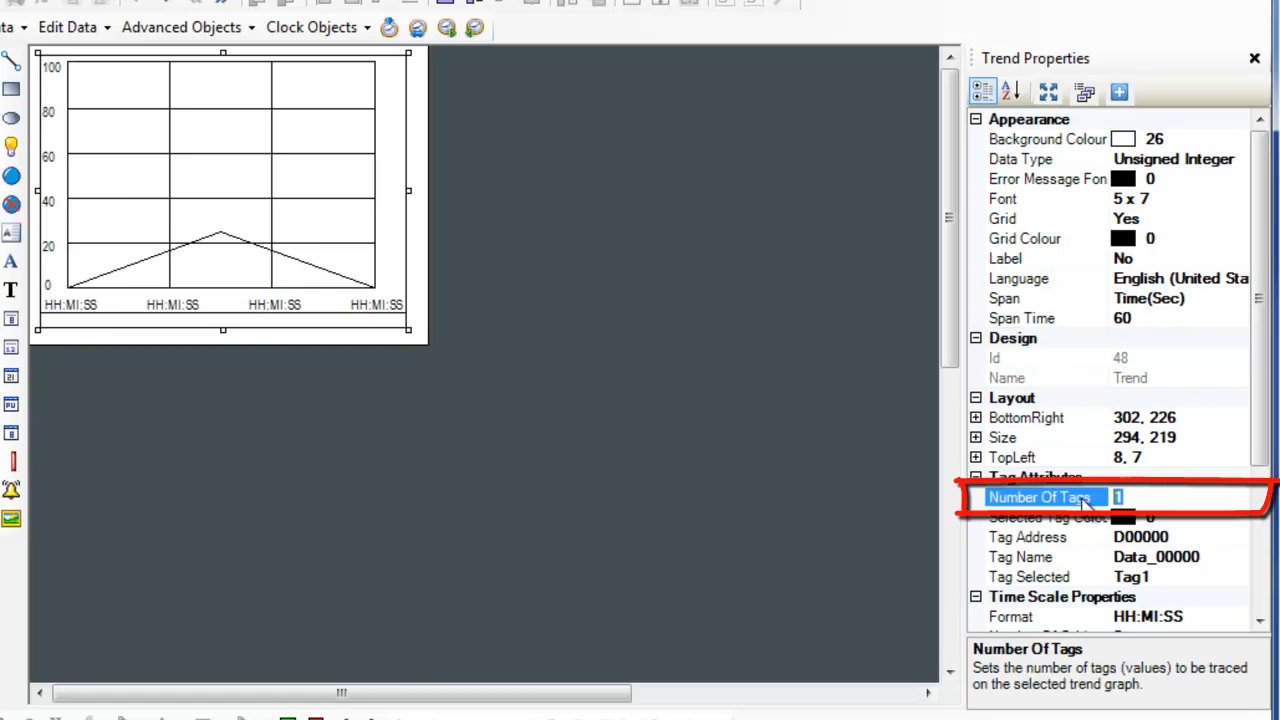 Edit Data
Advanced Objects
Clock Objects
Trend Properties
100
80
60
40
20
0
HH:MI:SS HH:MI:SS HH:MI:SS HH:MI:SS
Appearance
Background Colour 26
Data Type Unsigned Integer
Error Message Fon 0
Font 5 x 7
Grid Yes
Grid Colour 0
Label No
Language English (United Sta
Span Time(Sec)
Span Time 60
Design
Id 48
Name Trend
Layout
BottomRight 302, 226
Size 294, 219
TopLeft 8, 7
Tag Attributes
Number Of Tags 1
Selected Tag Colou 0
Tag Address D00000
Tag Name Data_00000
Tag Selected Tag1
Time Scale Properties
Format HH:MI:SS
Number Of Tags
Sets the number of tags (values) to be traced
on the selected trend graph.